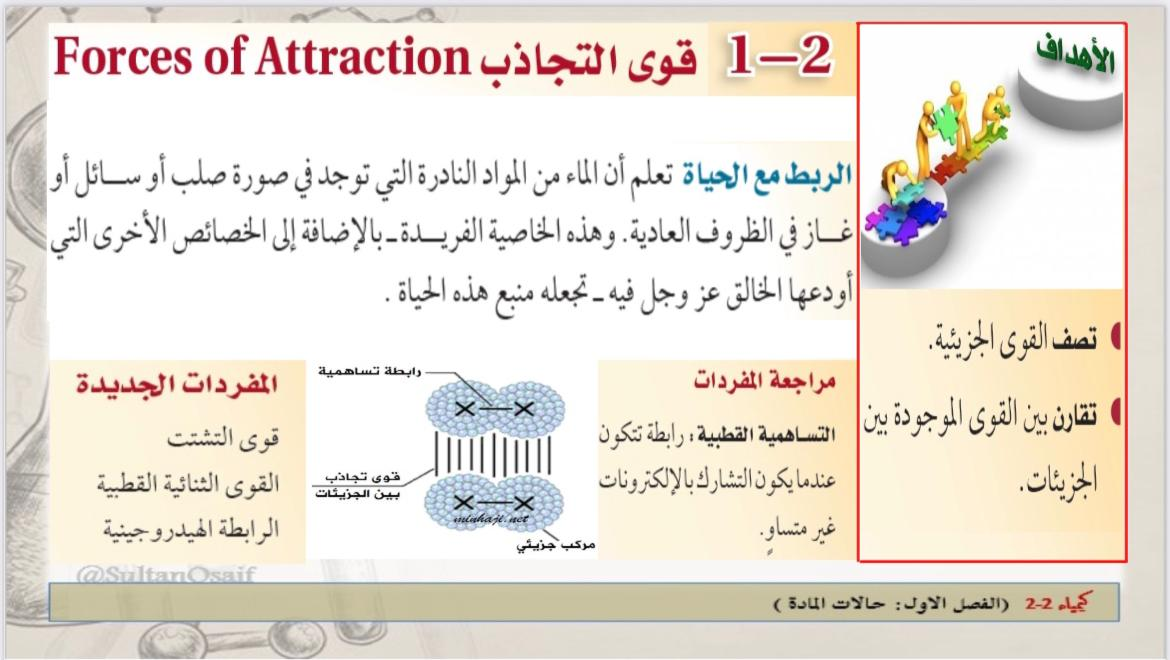 الأهداف
تصف القوى الجزيئية.
تقارن بين القوى الموجودة بين
الجزيئات.
1–2 قوى التجاذب Forces of Attraction
الربط مع الحياة تعلم أن الماء من المواد النادرة التي توجد في صورة صلب أو سائل أو
غاز في الظروف العادية. وهذه الخاصية الفريدة ـ بالإضافة إلى الخصائص الأخرى التي
أودعها الخالق عز وجل فيه ـ تجعله منبع هذه الحياة .
مراجعة المفردات
التساهمية القطبية: رابطة تتكون
عندما يكون التشارك بالإلكترونات
غير متساوٍ.
رابطة تساهمية
قوى تجاذب
بين الجزيئات
minhaji.net
مركب جزيئي
المفردات الجديدة
قوى التشتت
القوى الثنائية القطبية
الرابطة الهيدروجينية
@SultanOsaif
كيمياء 2-2 (الفصل الاول: حالات المادة )